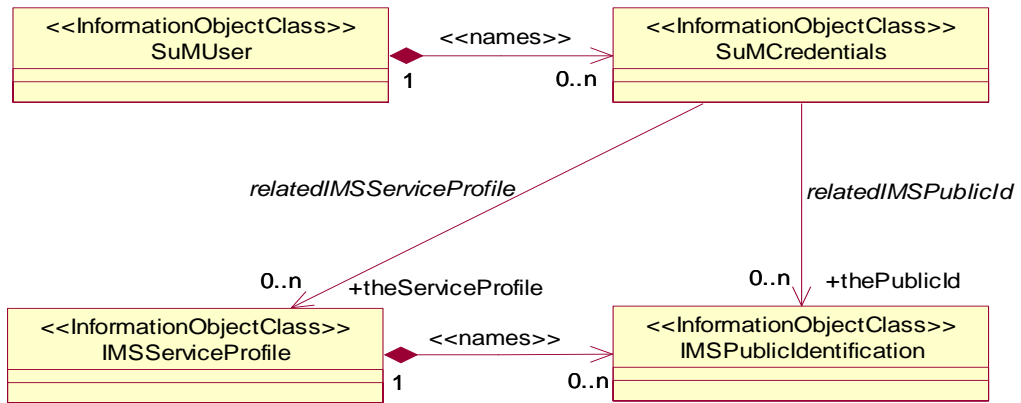 <<InformationObjectClass>>
SuMUser
<<names>>
1
0..n
<<InformationObjectClass>>
SuMCredentials
relatedIMSServiceProfile
relatedIMSPublicId
0..n
+theServiceProfile
0..n
+thePublicId
<<InformationObjectClass>>
IMSServiceProfile
<<names>>
1
0..n
<<InformationObjectClass>>
IMSPublicIdentification